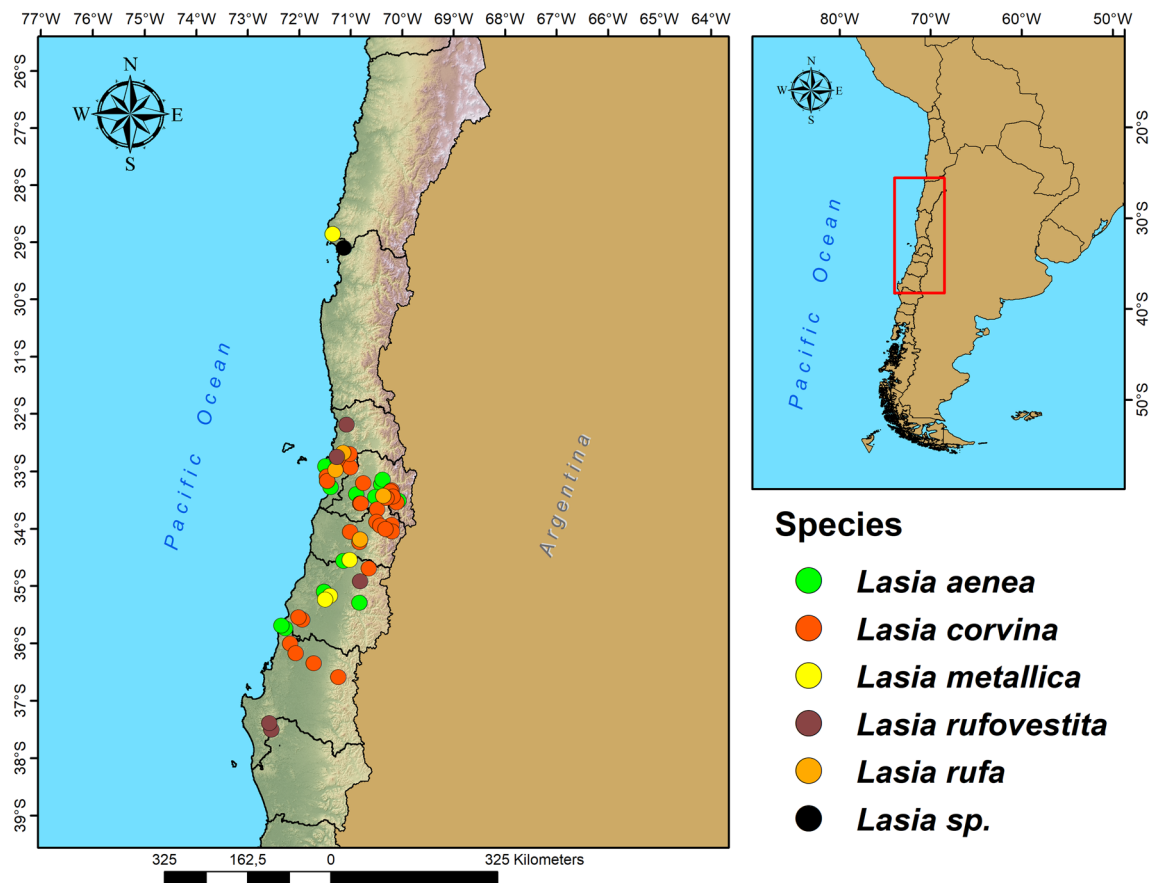 77°W 76°W 75°W 74°W 73°W 72°W 71°W 70°W 69°W 68°W 67°W 66°W 65°W 64°W
26°S
27°S
28°S
29°S
30°S
31°S
32°S
33°S
34°S
35°S
36°S
37°S
38°S
39°S
N
W E
S
Pacific Ocean
Argentina
325 162,5 0 325 Kilometers
80°W 70°W 60°W 50°W
N
W E
S
20°S
30°S
40°S
50°S
Pacific Ocean
Species
Lasia aenea
Lasia corvina
Lasia metallica
Lasia rufovestita
Lasia rufa
Lasia sp.